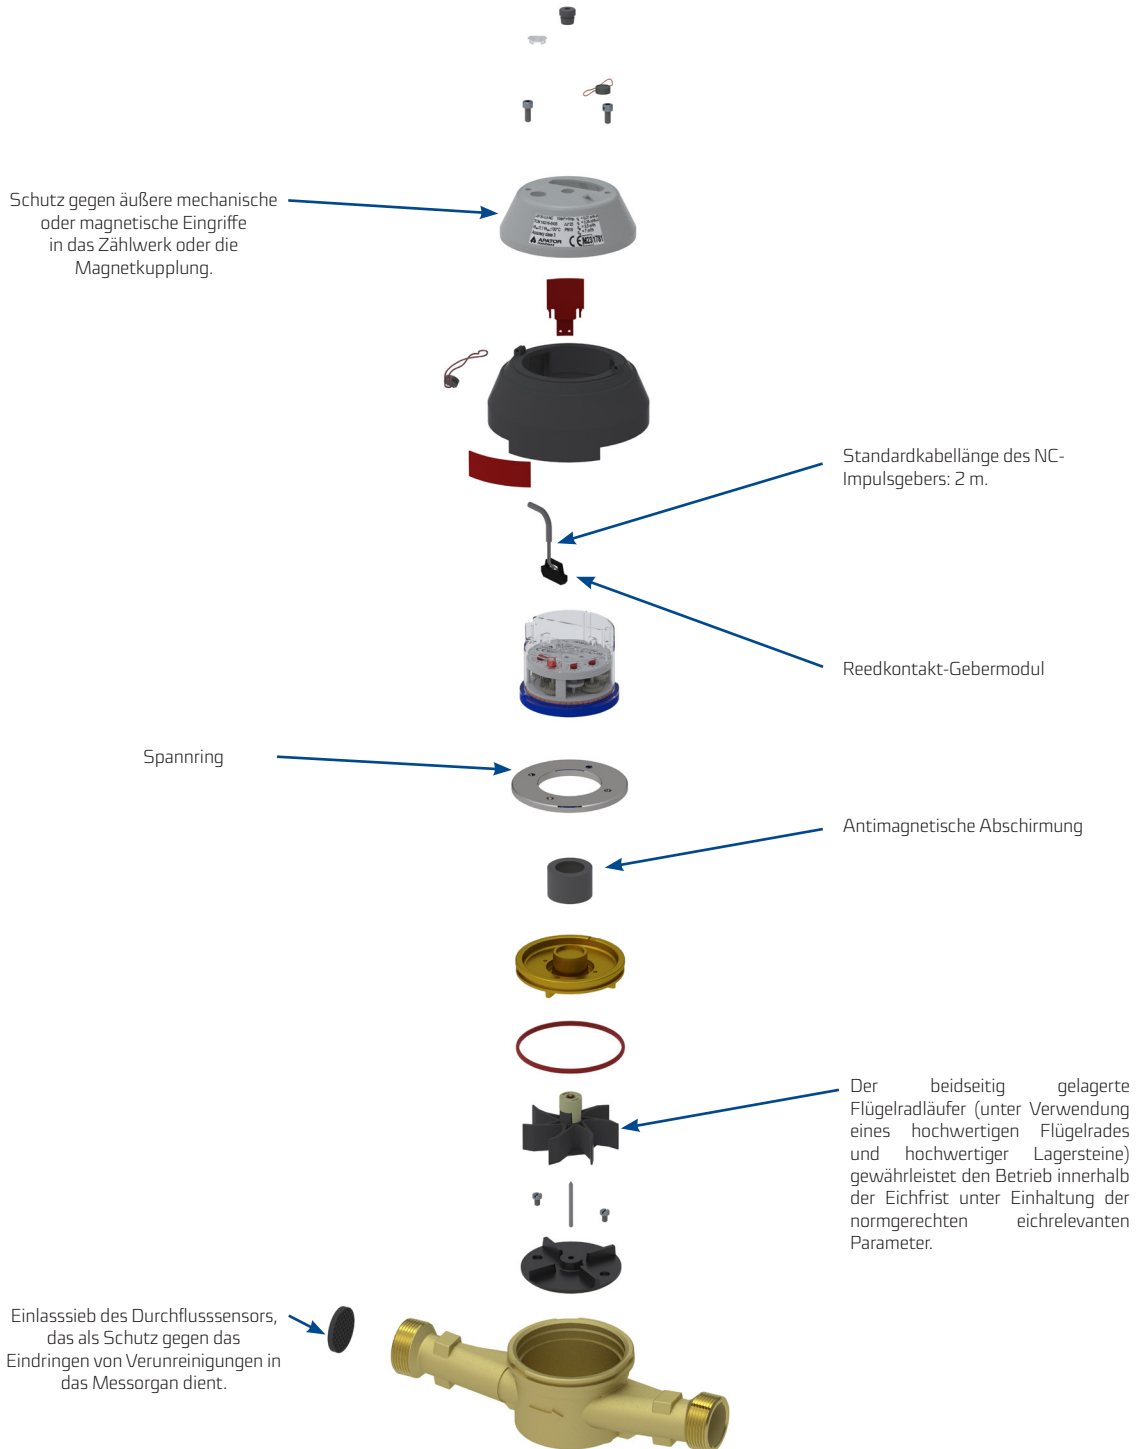 Schutz gegen äußere mechanische
oder magnetische Eingriffe
in das Zählwerk oder die
Magnetkupplung.
APATOR
Standardkabellänge des NC-
Impulsgebers: 2 m.
Reedkontakt-Gebermodul
Spannring
Antimagnetische Abschirmung
Der beidseitig gelagerte
Flügelradläufer (unter Verwendung
eines hochwertigen Flügelrades
und hochwertiger Lagersteine)
gewährleistet den Betrieb innerhalb
der Eichfrist unter Einhaltung der
normgerechten eichrelevanten
Parameter.
Einlasssieb des Durchflusssensors,
das als Schutz gegen das
Eindringen von Verunreinigungen in
das Messorgan dient.